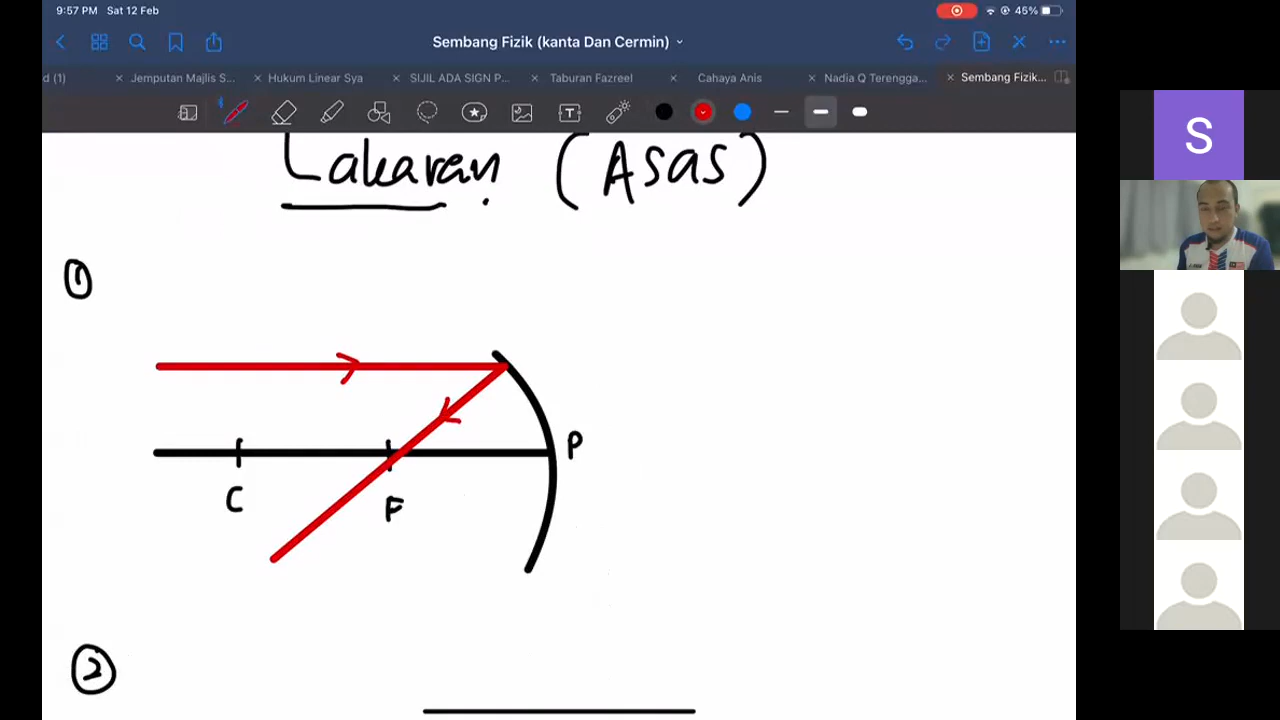 9:57 PM Sat 12 Feb
45%
Sembang Fizik (kanta Dan Cermin)
d (1)
Jemputan Majlis S...
Hukum Linear Sya
SIJIL ADA SIGN P...
Taburan Fazreel
Cahaya Anis
Nadia Q Terengga...
Sembang Fizik...
T
Lakaran (Asas)
S
1
P
C
F
2